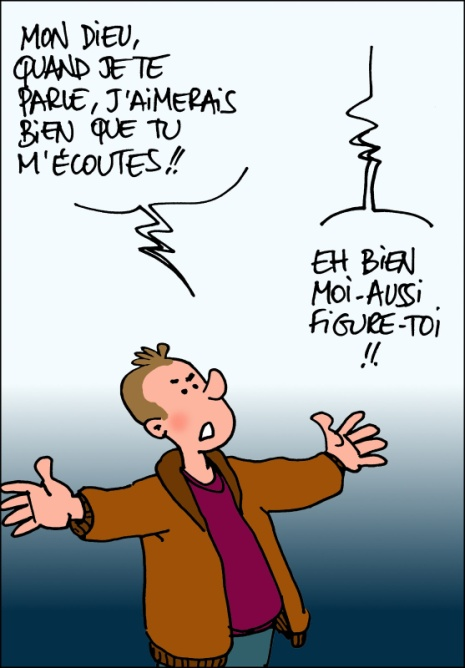 MON DIEU,
QUAND JE TE
PARLE, J'AIMERAIS
BIEN QUE TU
M'ÉCOUTES!!
EH BIEN
MOI-AUSSI
FIGURE-TOI
!!